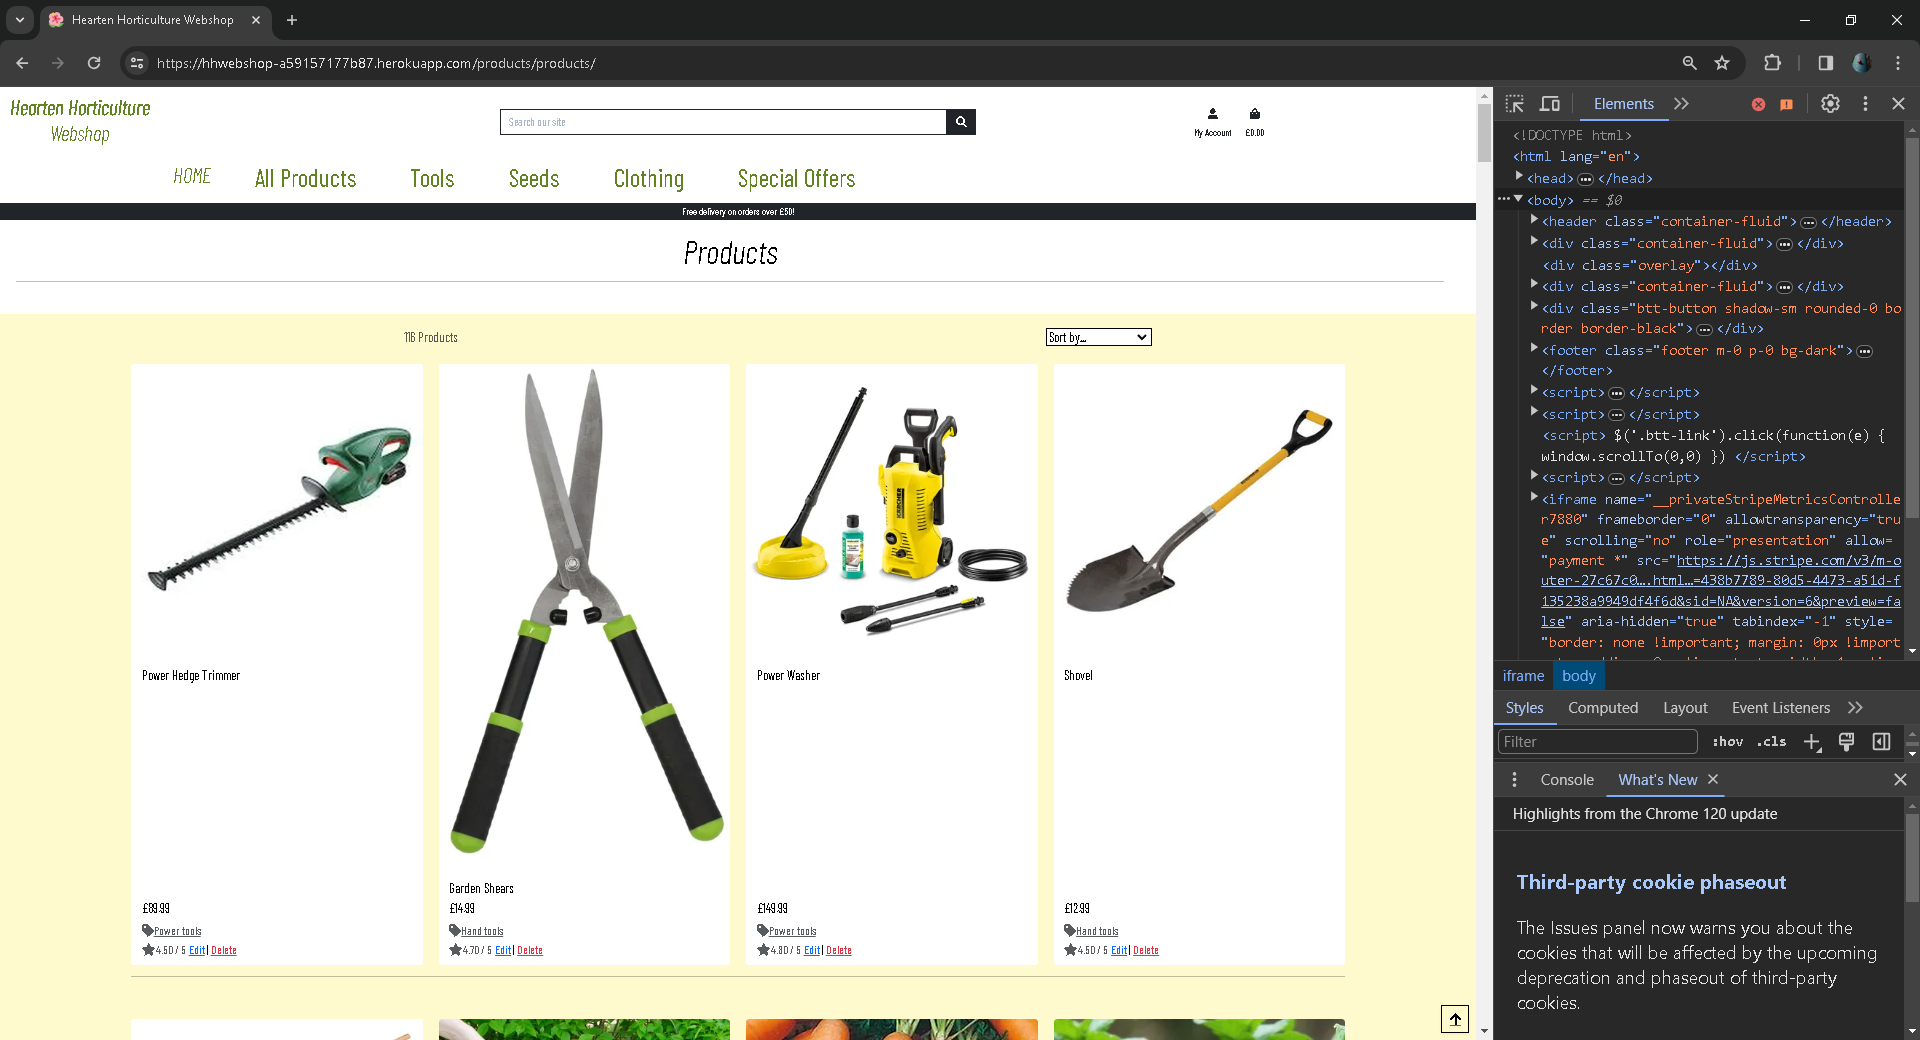 Hearten Horticulture Webshop
https://hhwebshop-a59157177b87.herokuapp.com/products/products/
Hearten Horticulture
Webshop
Search our site
My Account
£0.00
HOME
All Products
Tools
Seeds
Clothing
Special Offers
Free delivery on orders over £50!
Products
116 Products
Sort by...
KARCHER
Power Hedge Trimmer
£89.99
Power tools
4.50 / 5 Edit | Delete
Garden Shears
£14.99
Hand tools
4.70 / 5 Edit | Delete
Power Washer
£149.99
Power tools
4.80 / 5 Edit | Delete
Shovel
£12.99
Hand tools
4.50 / 5 Edit | Delete
Elements
<!DOCTYPE html>
<html lang="en">
<head>…</head>
<body> == $0
<header class="container-fluid">…</header>
<div class="container-fluid">…</div>
<div class="overlay"></div>
<div class="container-fluid">…</div>
<div class="btt-button shadow-sm rounded-0 bo
rder border-black">…</div>
<footer class="footer m-0 p-0 bg-dark">…
</footer>
<script>…</script>
<script>…</script>
<script> $('.btt-link').click(function(e) {
window.scrollTo(0,0) }) </script>
<script>…</script>
<iframe name="__privateStripeMetricsControlle
r7880" frameborder="0" allowtransparency="tru
e" scrolling="no" role="presentation" allow=
"payment *" src="https://js.stripe.com/v3/m-o
uter-27c67c0….html…=438b7789-80d5-4473-a51d-f
135238a9949df4f6d&sid=NA&version=6&preview=fa
lse" aria-hidden="true" tabindex="-1" style=
"border: none !important; margin: 0px !import
iframe body
Styles Computed Layout Event Listeners
Filter
:hov .cls
Console What's New
Highlights from the Chrome 120 update
Third-party cookie phaseout
The Issues panel now warns you about the
cookies that will be affected by the upcoming
deprecation and phaseout of third-party
cookies.